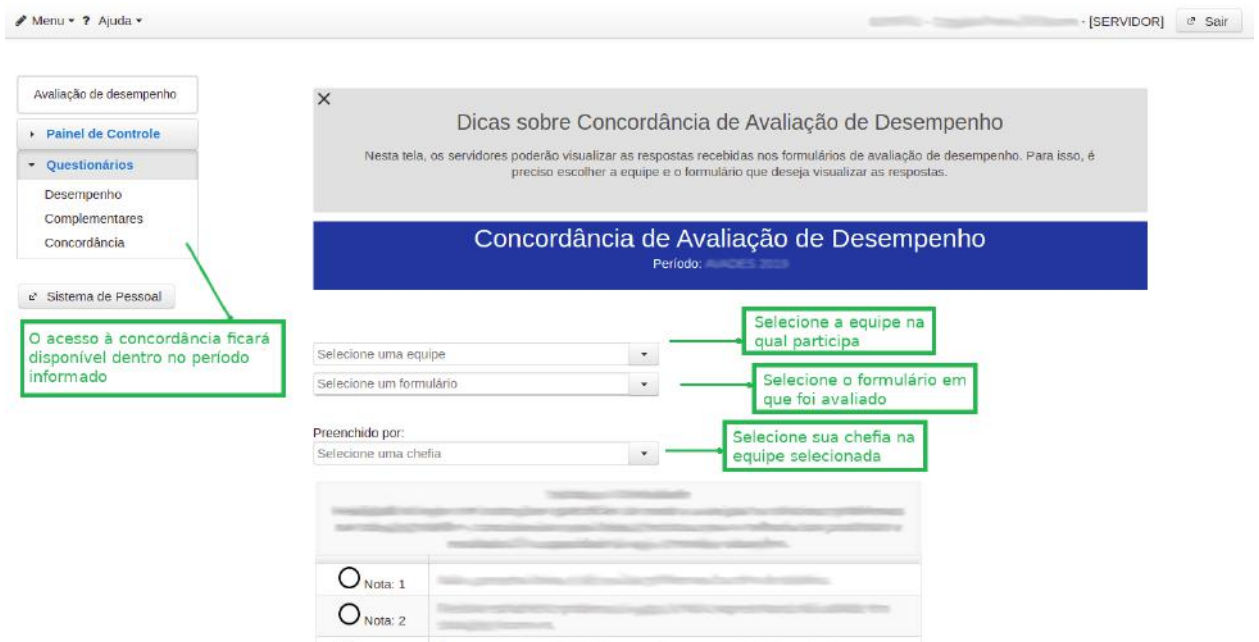 Menu ? Ajuda
- [SERVIDOR] Sair
Avaliação de desempenho
Painel de Controle
Questionários
Desempenho
Complementares
Concordância
Sistema de Pessoal
O acesso à concordância ficará
disponível dentro no período
informado
Dicas sobre Concordância de Avaliação de Desempenho
Nesta tela, os servidores poderão visualizar as respostas recebidas nos formulários de avaliação de desempenho. Para isso, é
preciso escolher a equipe e o formulário que deseja visualizar as respostas.
Concordância de Avaliação de Desempenho
Período:
Selecione uma equipe
Selecione a equipe na
qual participa
Selecione um formulário
Selecione o formulário em
que foi avaliado
Preenchido por:
Selecione uma chefia
Selecione sua chefia na
equipe selecionada
Nota: 1
Nota: 2